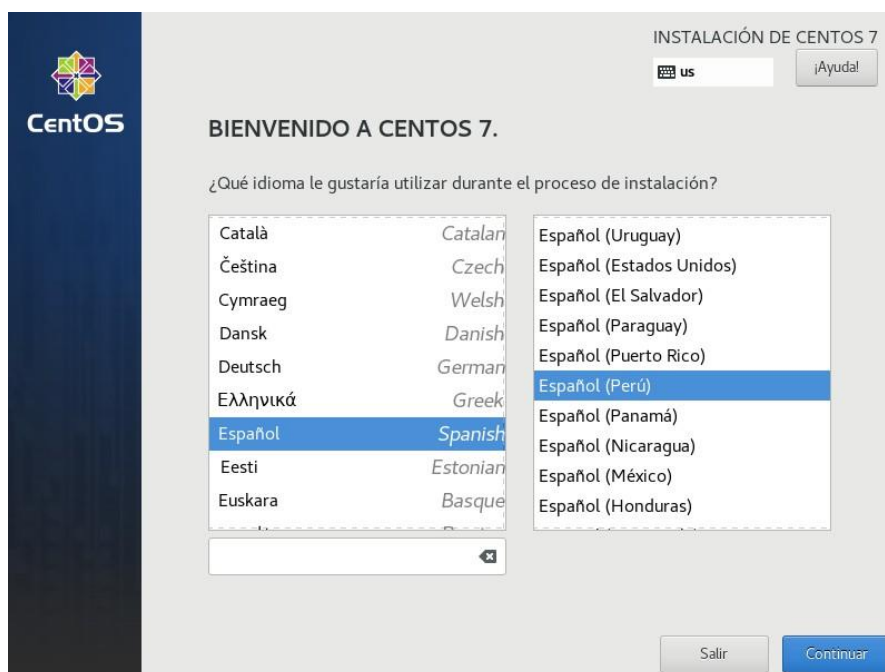 INSTALACIÓN DE CENTOS 7
us
¡Ayuda!
CentOS
BIENVENIDO A CENTOS 7.
¿Qué idioma le gustaría utilizar durante el proceso de instalación?
Català Catalan
Čeština Czech
Cymraeg Welsh
Dansk Danish
Deutsch German
Ελληνικά Greek
Español Spanish
Eesti Estonian
Euskara Basque
Español (Uruguay)
Español (Estados Unidos)
Español (El Salvador)
Español (Paraguay)
Español (Puerto Rico)
Español (Perú)
Español (Panamá)
Español (Nicaragua)
Español (México)
Español (Honduras)
Salir
Continuar